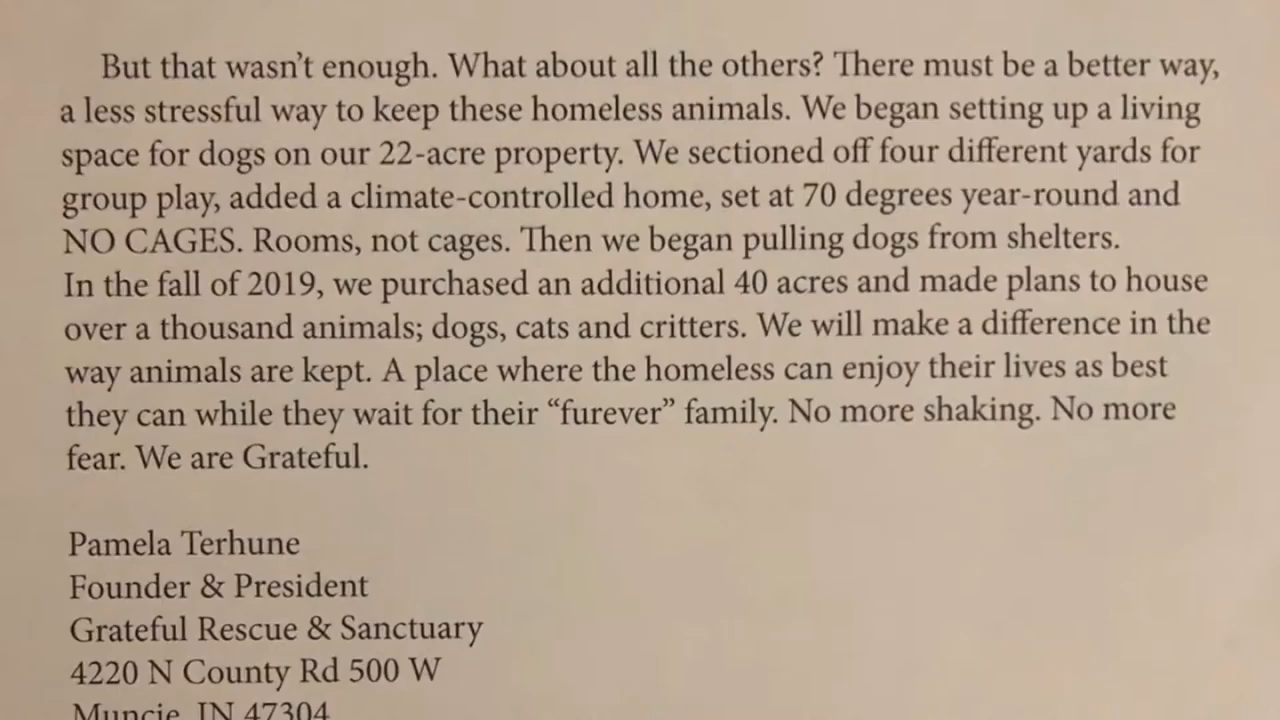 But that wasn’t enough. What about all the others? There must be a better way,
a less stressful way to keep these homeless animals. We began setting up a living
space for dogs on our 22-acre property. We sectioned off four different yards for
group play, added a climate-controlled home, set at 70 degrees year-round and
NO CAGES. Rooms, not cages. Then we began pulling dogs from shelters.
In the fall of 2019, we purchased an additional 40 acres and made plans to house
over a thousand animals; dogs, cats and critters. We will make a difference in the
way animals are kept. A place where the homeless can enjoy their lives as best
they can while they wait for their “furever” family. No more shaking. No more
fear. We are Grateful.
Pamela Terhune
Founder & President
Grateful Rescue & Sanctuary
4220 N County Rd 500 W
Muncie, IN 47304